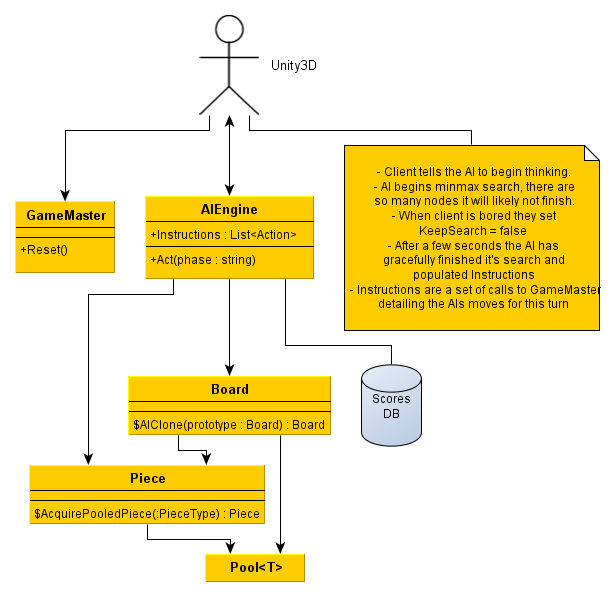 Unity3D
- Client tells the AI to begin thinking.
- AI begins minmax search, there are
so many nodes it will likely not finish.
- When client is bored they set
KeepSearch = false
- After a few seconds the AI has
gracefully finished it's search and
populated Instructions
- Instructions are a set of calls to GameMaster
detailing the AIs moves for this turn
GameMaster
+Reset()
AIEngine
+Instructions : List<Action>
+Act(phase : string)
Scores
DB
Board
$AIClone(prototype : Board) : Board
Piece
$AcquirePooledPiece(:PieceType) : Piece
Pool<T>